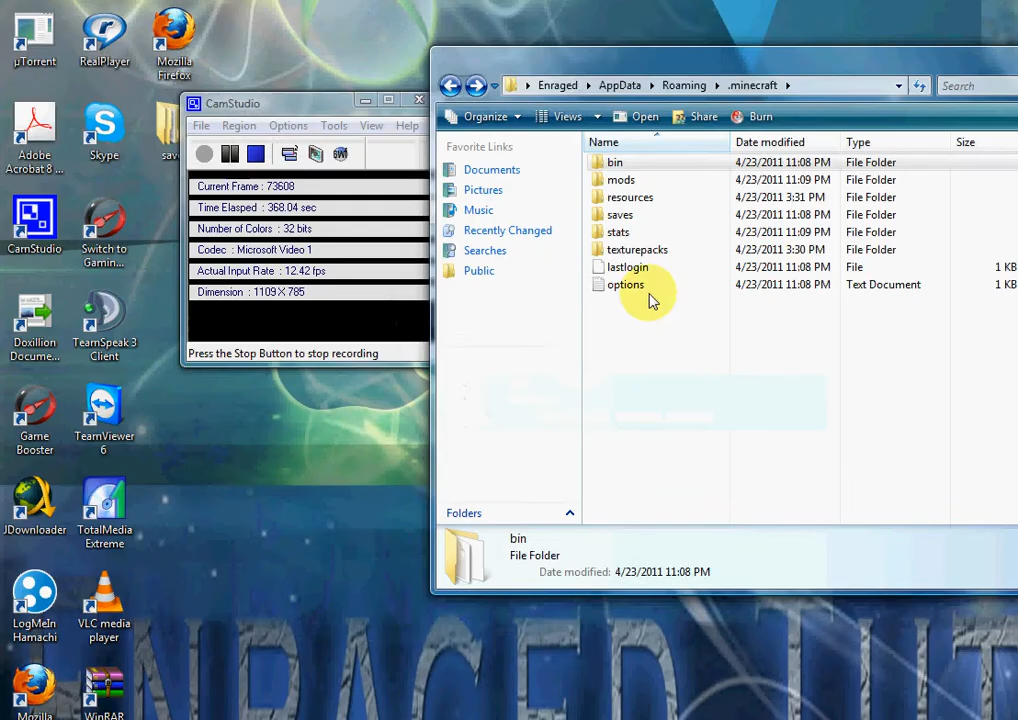 µTorrent
RealPlayer
Mozilla
Firefox
Adobe
Acrobat 8 ...
Skype
sav
CamStudio
Switch to
Gamin...
Doxillion
Docume...
TeamSpeak 3
Client
Game
Booster
TeamViewer
6
JDownloader
TotalMedia
Extreme
LogMeIn
Hamachi
VLC media
player
Mozilla
WinRAR
CamStudio
File Region Options Tools View Help
Current Frame : 73608
Time Elasped : 368.04 sec
Number of Colors : 32 bits
Codec : Microsoft Video 1
Actual Input Rate : 12.42 fps
Dimension : 1109 X 785
Press the Stop Button to stop recording
Enraged AppData Roaming .minecraft
Search
Organize Views Open Share Burn
Favorite Links
Documents
Pictures
Music
Recently Changed
Searches
Public
Folders
Name Date modified Type Size
bin 4/23/2011 11:08 PM File Folder
mods 4/23/2011 11:09 PM File Folder
resources 4/23/2011 3:31 PM File Folder
saves 4/23/2011 11:08 PM File Folder
stats 4/23/2011 11:09 PM File Folder
texturepacks 4/23/2011 3:30 PM File Folder
lastlogin 4/23/2011 11:08 PM File 1 KB
options 4/23/2011 11:08 PM Text Document 1 KB
bin
File Folder
Date modified: 4/23/2011 11:08 PM